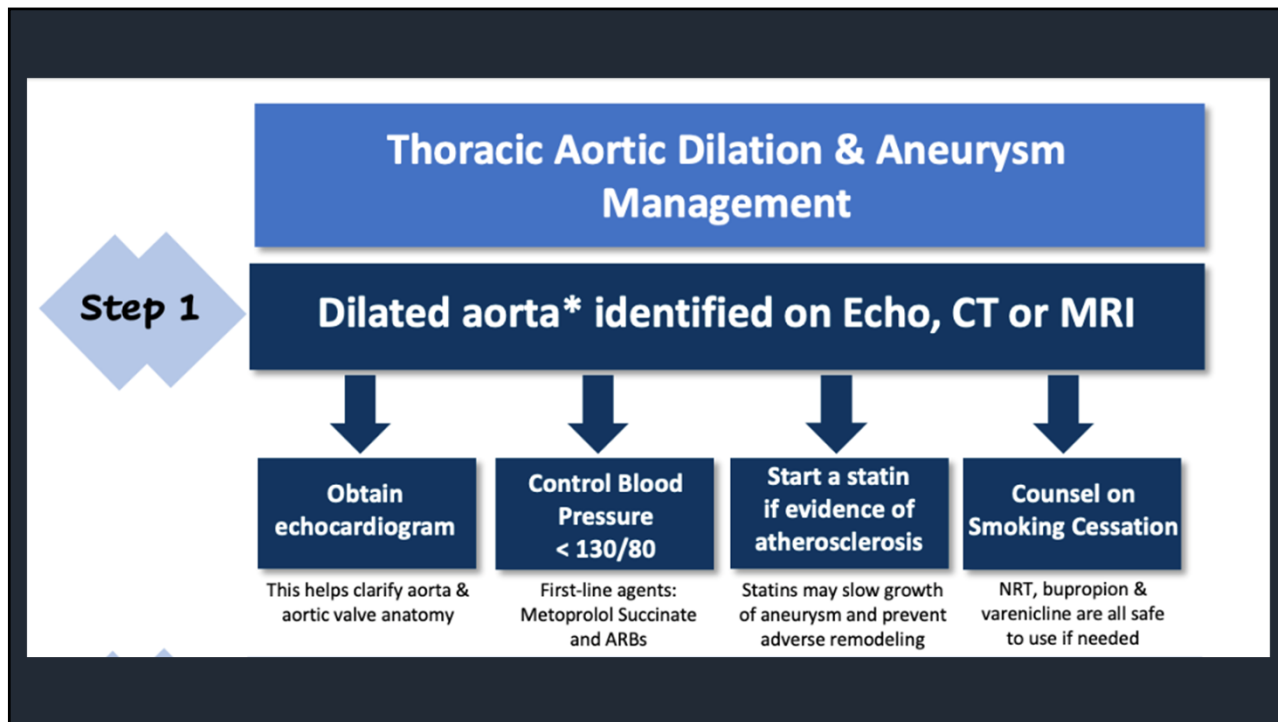 Thoracic Aortic Dilation & Aneurysm
Management
Step 1
Dilated aorta* identified on Echo, CT or MRI
Obtain
echocardiogram
This helps clarify aorta &
aortic valve anatomy
Control Blood
Pressure
< 130/80
First-line agents:
Metoprolol Succinate
and ARBs
Start a statin
if evidence of
atherosclerosis
Statins may slow growth
of aneurysm and prevent
adverse remodeling
Counsel on
Smoking Cessation
NRT, bupropion &
varenicline are all safe
to use if needed